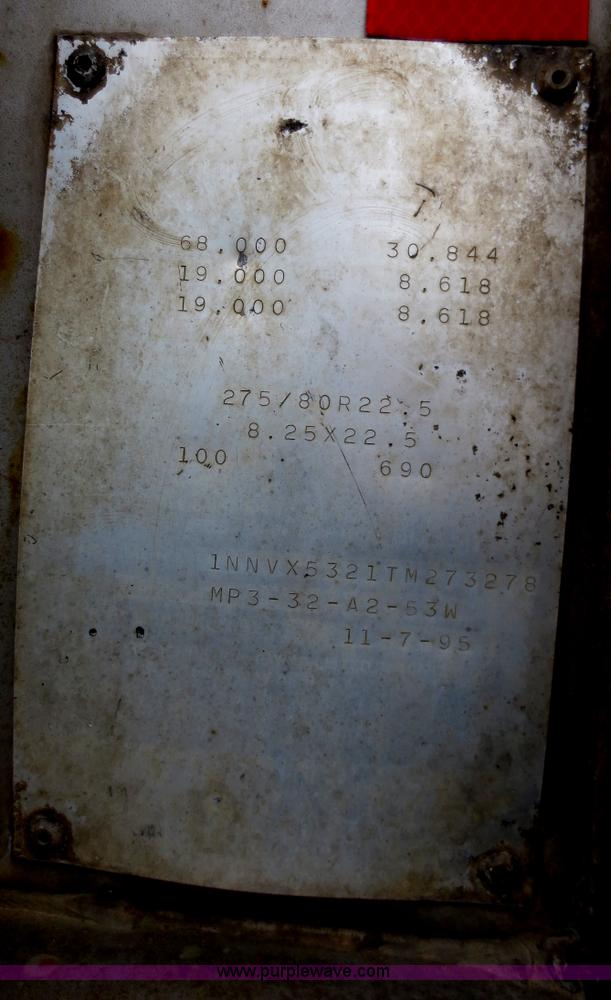 68.000 30.844
19.000 8.618
19.000 8.618
275/80R22.5
8.25X22.5
100 690
1NNVX5321TM273278
MP3-32-A2-53W
11-7-95
www.purplewave.com